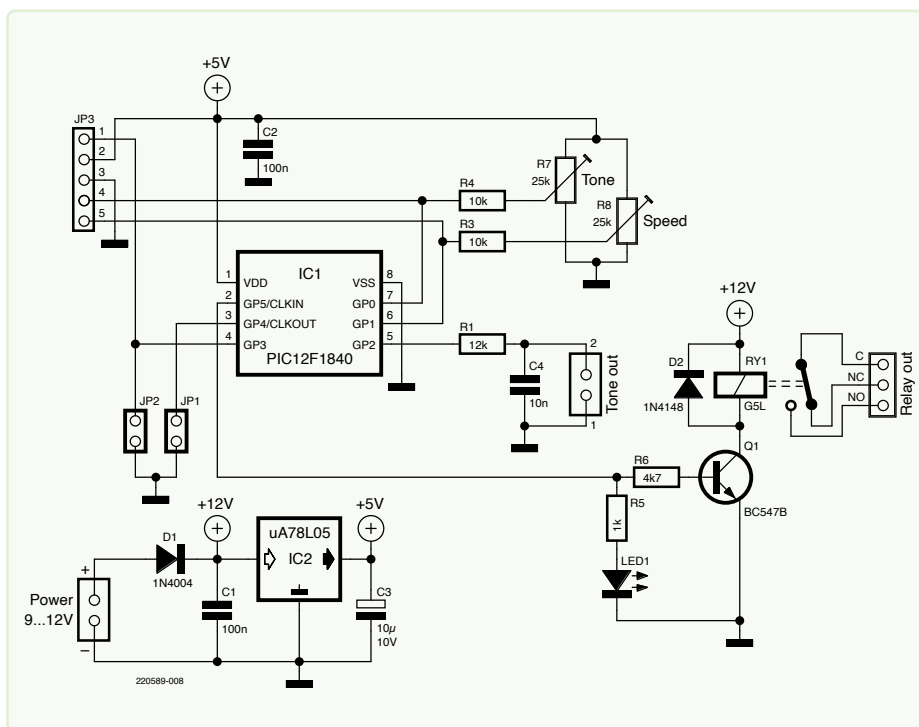 +5V
JP3
1
2
3
4
5
C2
100n
R4
10k
R3
10k
R7
25k
Tone
R8
25k
Speed
IC1
1
VDD
2
GP5/CLKIN
3
GP4/CLKOUT
4
GP3
VSS
8
GP0
7
GP1
6
GP2
5
PIC12F1840
R1
12k
C4
10n
2
1
Tone out
JP2
JP1
+12V
D2
1N4148
RY1
G5L
C
NC
NO
Relay out
Q1
BC547B
R6
4k7
R5
1k
LED1
+12V
+5V
D1
1N4004
uA78L05
IC2
C1
100n
C3
10µ
10V
Power
9...12V
+
–
220589-008